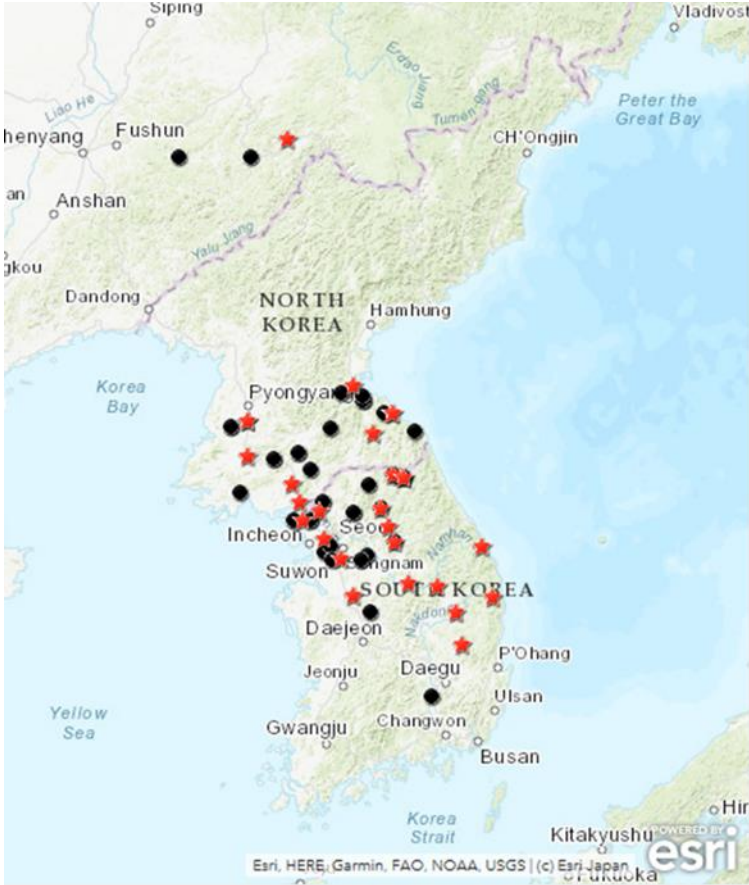 Siping
Vladivost
Erdao Jiang
Liao He
Tumen-gang
Peter the
Great Bay
henyang
Fushun
CH'Ongjin
an
Anshan
Yalu Jiang
gkou
Dandong
NORTH
KOREA
Hamhung
Korea
Bay
Pyongyang
Incheon
Seo
Namhan
Suwon
ngnam
SOUTH KOREA
Nakdong
Daejeon
P'Ohang
Daegu
Jeonju
Ulsan
Yellow
Sea
Changwon
Gwangju
Busan
Korea
Strait
Hir
Kitakyushu
POWERED BY
esri
Esri, HERE, Garmin, FAO, NOAA, USGS | (c) Esri Japan
Fukuoka